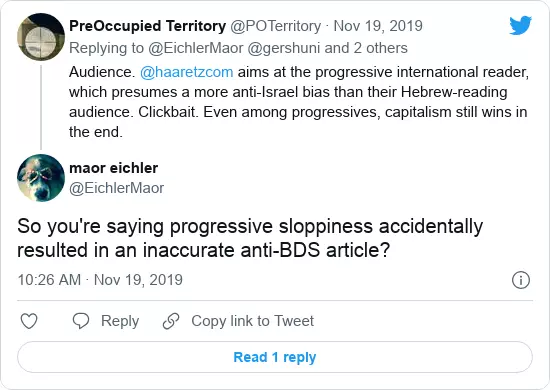 PreOccupied Territory @POTerritory · Nov 19, 2019
Replying to @EichlerMaor @gershuni and 2 others
Audience. @haaretzcom aims at the progressive international reader,
which presumes a more anti-Israel bias than their Hebrew-reading
audience. Clickbait. Even among progressives, capitalism still wins in
the end.
maor eichler
@EichlerMaor
So you're saying progressive sloppiness accidentally
resulted in an inaccurate anti-BDS article?
10:26 AM · Nov 19, 2019
Reply Copy link to Tweet
Read 1 reply